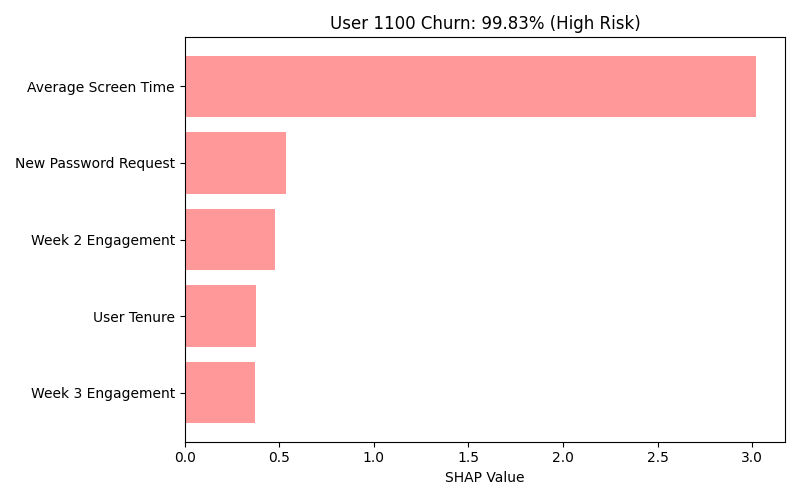 User 1100 Churn: 99.83% (High Risk)
Average Screen Time
New Password Request
Week 2 Engagement
User Tenure
Week 3 Engagement
0.0 0.5 1.0 1.5 2.0 2.5 3.0
SHAP Value